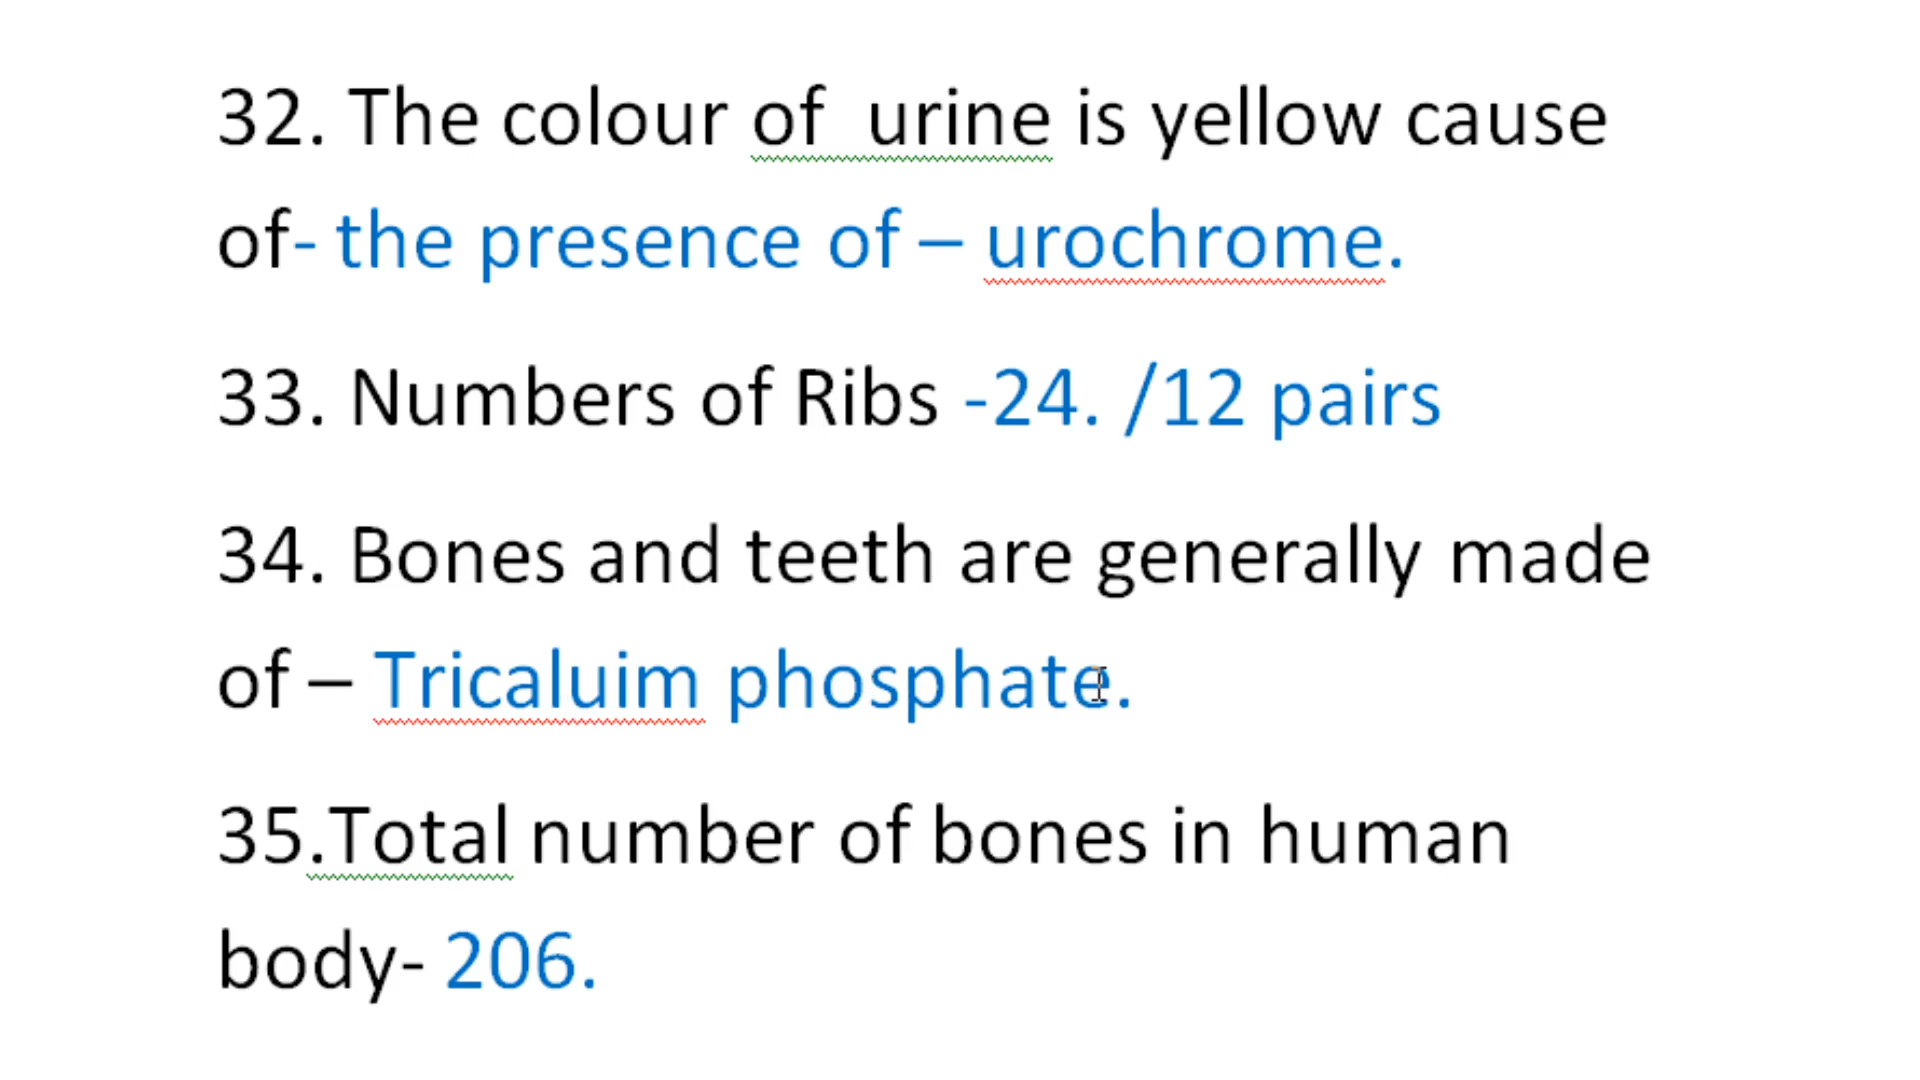 32. The colour of  urine is yellow cause
of- the presence of – urochrome.
33. Numbers of Ribs -24. /12 pairs
34. Bones and teeth are generally made
of – Tricaluim phosphate.
35.Total number of bones in human
body- 206.